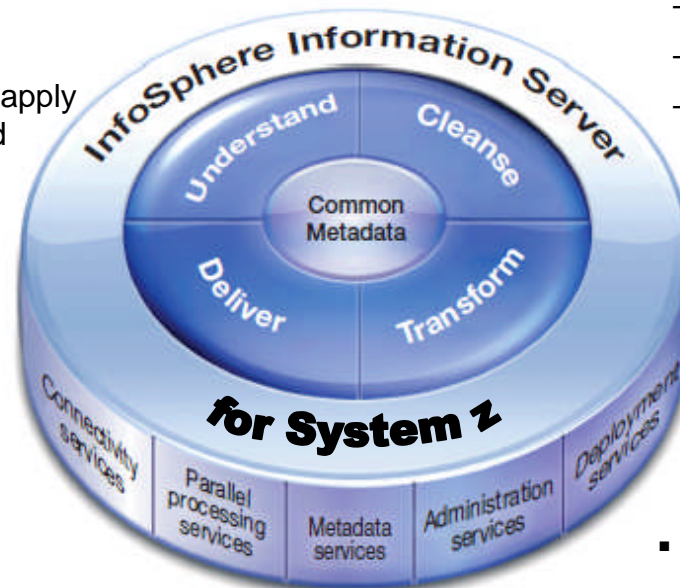 apply
d
InfoSphere Information Server
Understand
Cleanse
Common
Metadata
Deliver
Transform
for System z
Connectivity
services
Parallel
processing
services
Metadata
services
Administration
services
Deployment
services